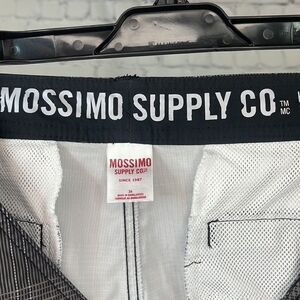 MOSSIMO SUPPLY CO. TM MC
MOSSIMO
SUPPLY CO.
SINCE 1987